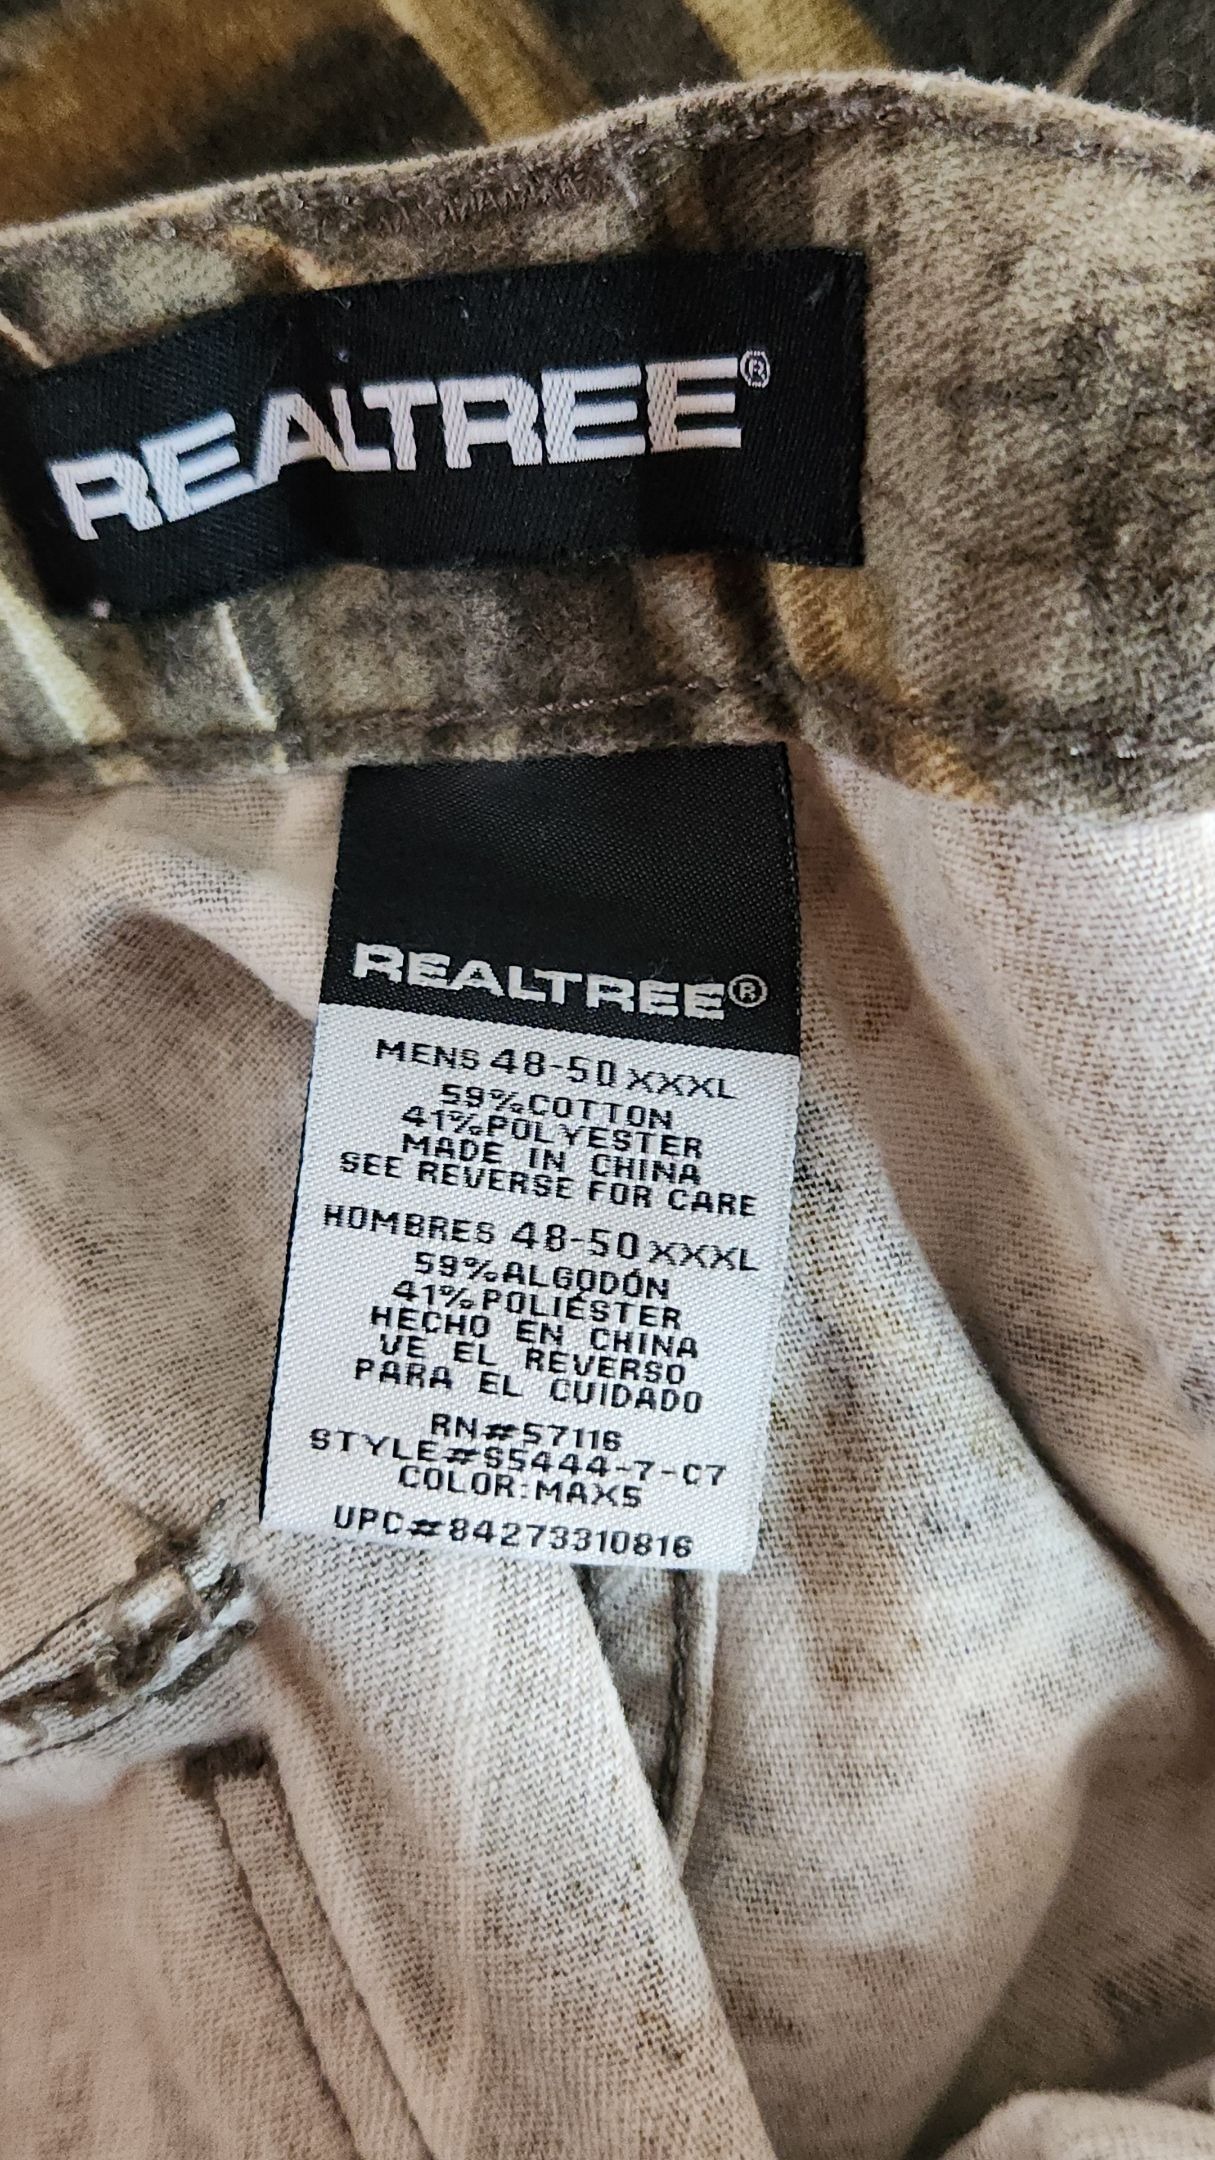 REALTREE®
REALTREE®
MENS 48-50 XXXL
59%COTTON
41%POLYESTER
MADE IN CHINA
SEE REVERSE FOR CARE
HOMBRES 48-50 XXXL
59%ALGODÓN
41%POLIÉSTER
HECHO EN CHINA
VE EL REVERSO
PARA EL CUIDADO
RN#57116
STYLE#S5444-7-C7
COLOR:MAX5
UPC#84273310816